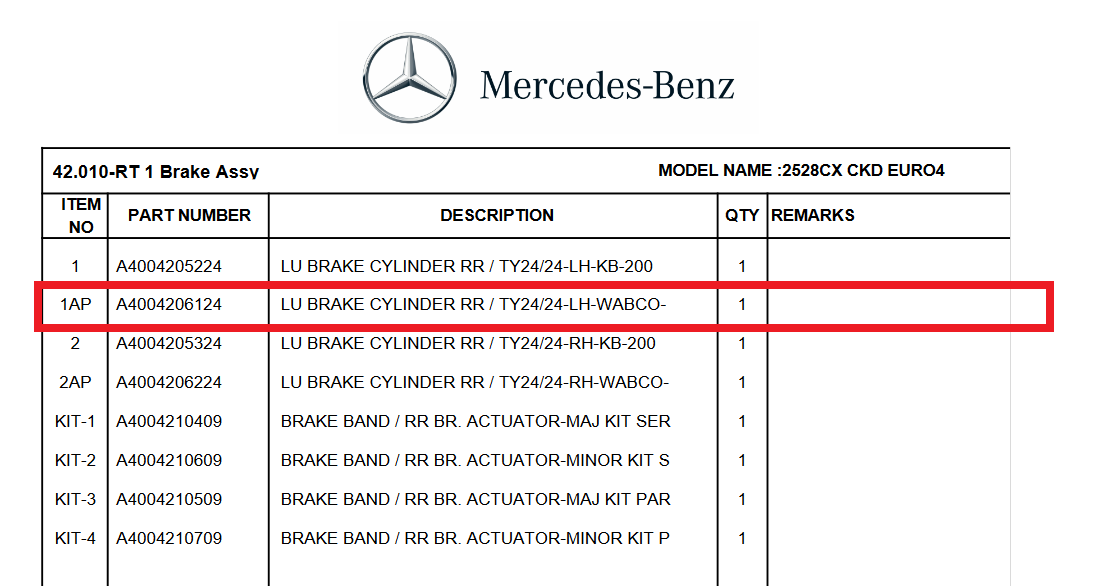 Mercedes-Benz
42.010-RT 1 Brake Assy MODEL NAME :2528CX CKD EURO4
ITEM NO PART NUMBER DESCRIPTION QTY REMARKS
1 A4004205224 LU BRAKE CYLINDER RR / TY24/24-LH-KB-200 1
1AP A4004206124 LU BRAKE CYLINDER RR / TY24/24-LH-WABCO- 1
2 A4004205324 LU BRAKE CYLINDER RR / TY24/24-RH-KB-200 1
2AP A4004206224 LU BRAKE CYLINDER RR / TY24/24-RH-WABCO- 1
KIT-1 A4004210409 BRAKE BAND / RR BR. ACTUATOR-MAJ KIT SER 1
KIT-2 A4004210609 BRAKE BAND / RR BR. ACTUATOR-MINOR KIT S 1
KIT-3 A4004210509 BRAKE BAND / RR BR. ACTUATOR-MAJ KIT PAR 1
KIT-4 A4004210709 BRAKE BAND / RR BR. ACTUATOR-MINOR KIT P 1